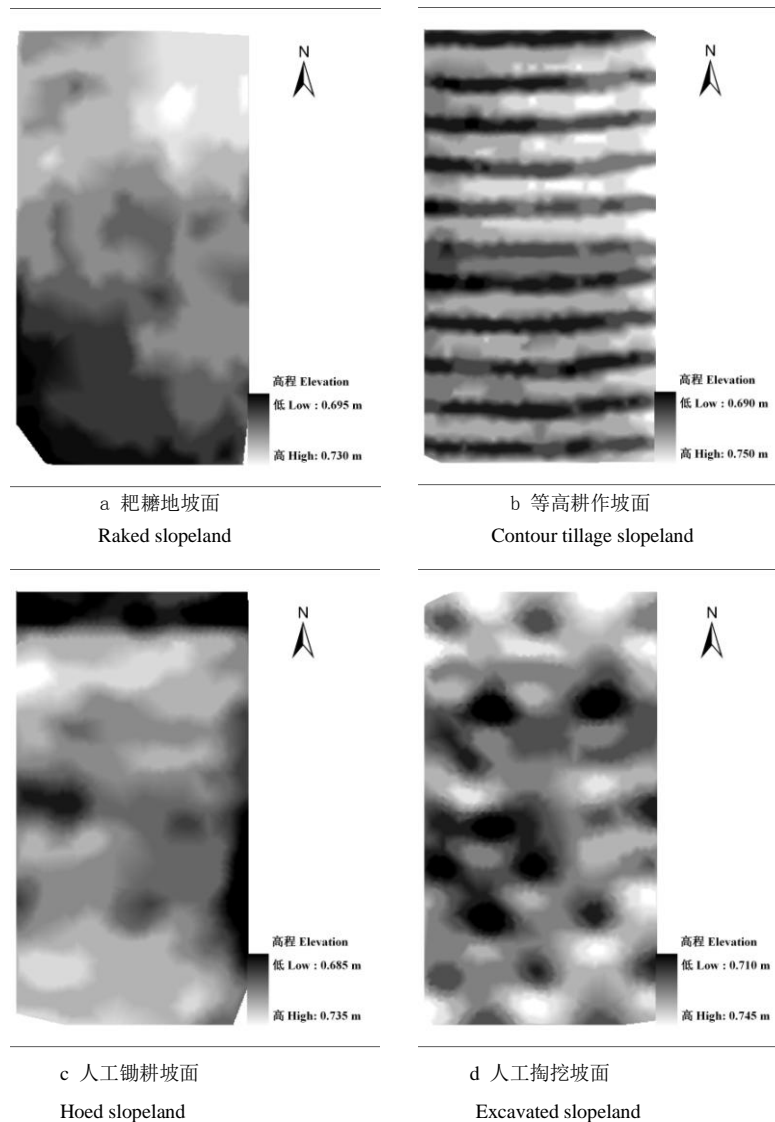 N
高程 Elevation
低 Low : 0.695 m
高 High: 0.730 m
a 耙耱地坡面
Raked slopeland
N
高程 Elevation
低 Low : 0.690 m
高 High: 0.750 m
b 等高耕作坡面
Contour tillage slopeland
N
高程 Elevation
低 Low : 0.685 m
高 High: 0.735 m
c 人工锄耕坡面
Hoed slopeland
N
高程 Elevation
低 Low : 0.710 m
高 High: 0.745 m
d 人工掏挖坡面
Excavated slopeland